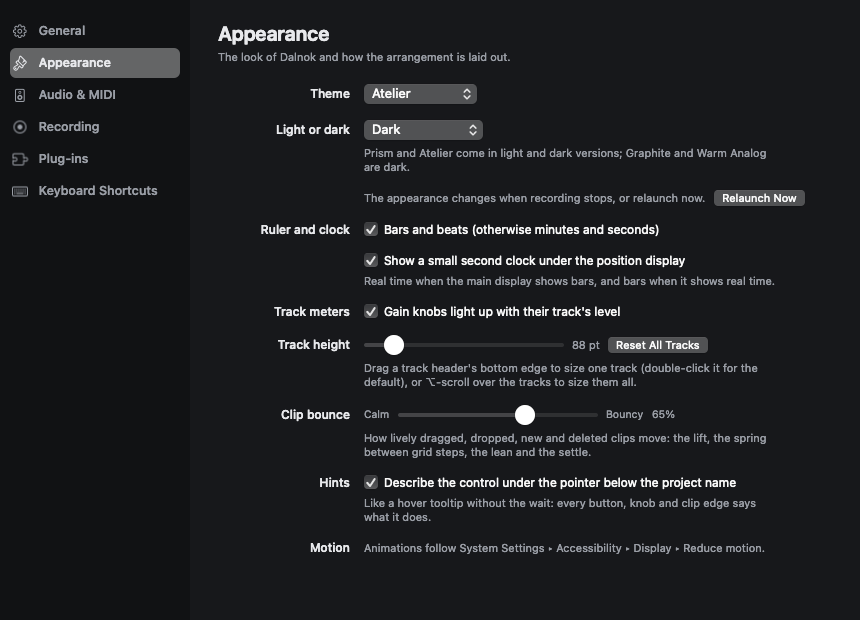 General
Appearance
Audio & MIDI
Recording
Plug-ins
Keyboard Shortcuts
Appearance
The look of Dalnok and how the arrangement is laid out.
Theme Atelier
Light or dark Dark
Prism and Atelier come in light and dark versions; Graphite and Warm Analog
are dark.
The appearance changes when recording stops, or relaunch now. Relaunch Now
Ruler and clock Bars and beats (otherwise minutes and seconds)
Show a small second clock under the position display
Real time when the main display shows bars, and bars when it shows real time.
Track meters Gain knobs light up with their track's level
Track height 88 pt Reset All Tracks
Drag a track header's bottom edge to size one track (double-click it for the
default), or ⌥-scroll over the tracks to size them all.
Clip bounce Calm Bouncy 65%
How lively dragged, dropped, new and deleted clips move: the lift, the spring
between grid steps, the lean and the settle.
Hints Describe the control under the pointer below the project name
Like a hover tooltip without the wait: every button, knob and clip edge says
what it does.
Motion Animations follow System Settings ▸ Accessibility ▸ Display ▸ Reduce motion.